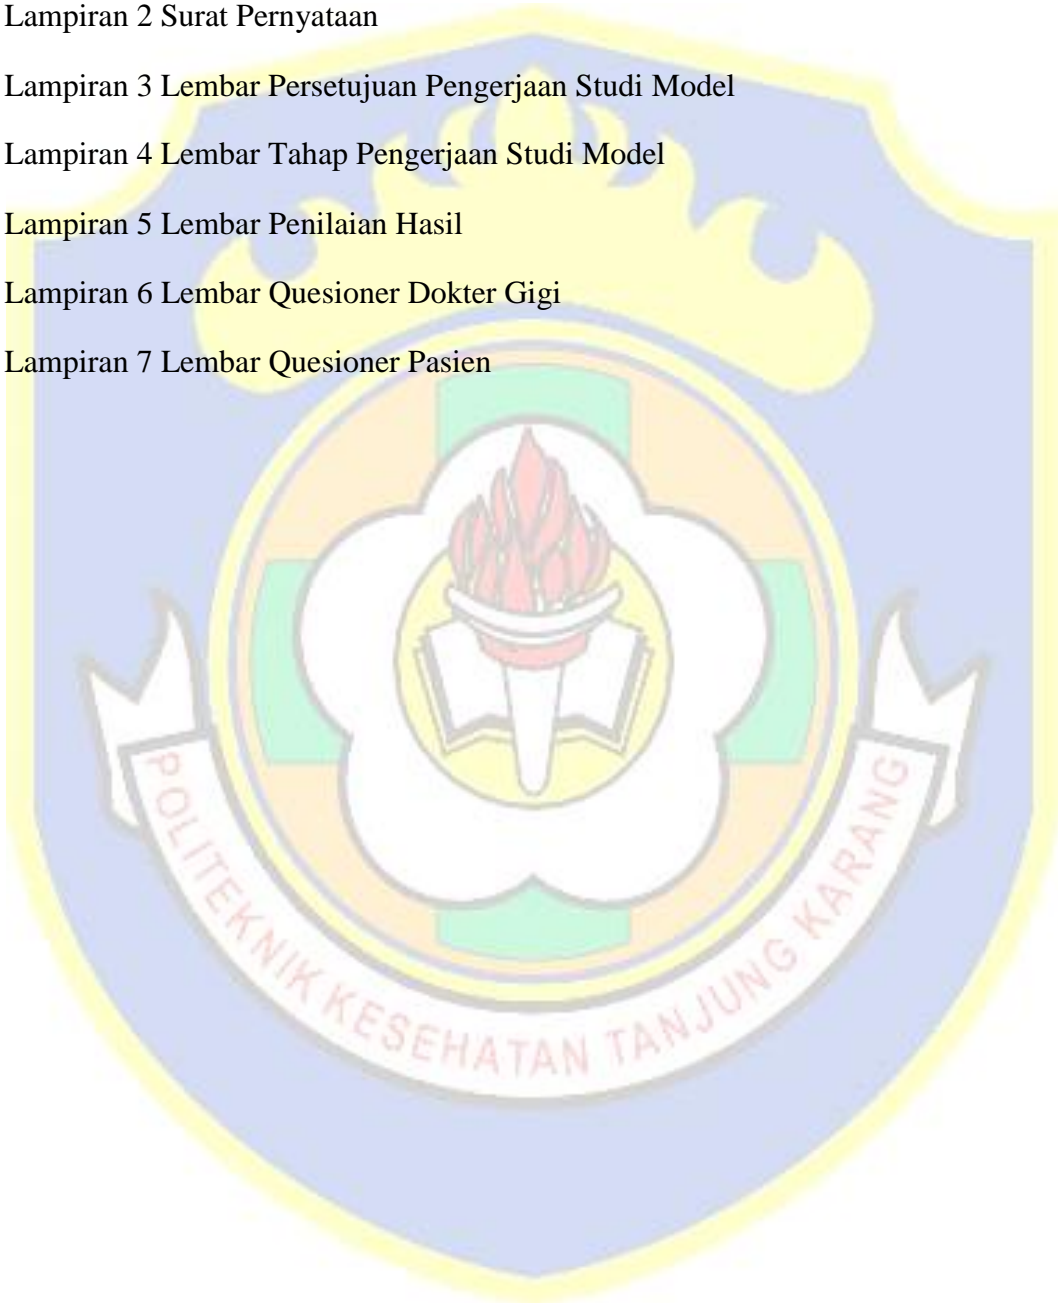 Lampiran 2 Surat Pernyataan
Lampiran 3 Lembar Persetujuan Pengerjaan Studi Model
Lampiran 4 Lembar Tahap Pengerjaan Studi Model
Lampiran 5 Lembar Penilaian Hasil
Lampiran 6 Lembar Quesioner Dokter Gigi
Lampiran 7 Lembar Quesioner Pasien
POLITEKNIK KESEHATAN TANJUNG KARANG